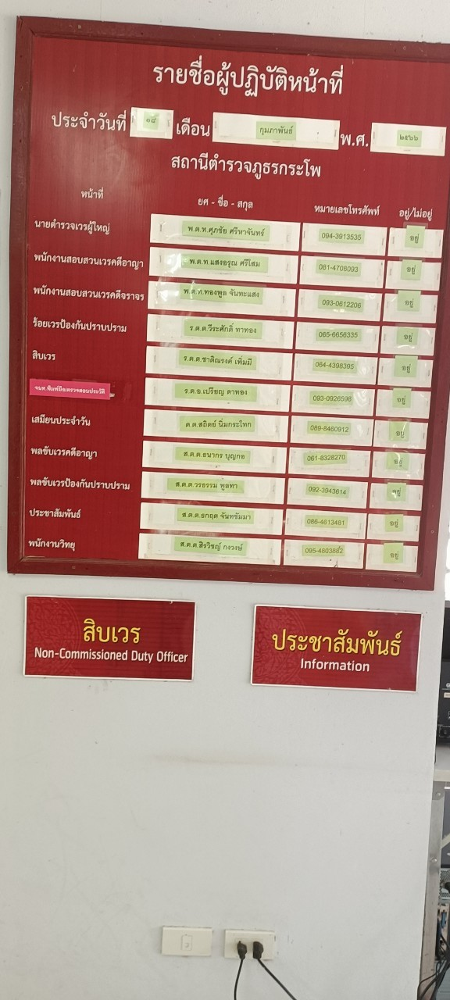 รายชื่อผู้ปฏิบัติหน้าที่
ประจำวันที่ ๑๘ เดือน กุมภาพันธ์ พ.ศ. ๒๕๖๖
สถานีตำรวจภูธรกระโพ
หน้าที่ ยศ - ชื่อ - สกุล หมายเลขโทรศัพท์ อยู่/ไม่อยู่
นายตำรวจเวรผู้ใหญ่ พ.ต.ท.ศุภชัย ศรีหาจันทร์ 094-3913535 อยู่
พนักงานสอบสวนเวรคดีอาญา พ.ต.ท.แสงอรุณ ศรีโสม 081-4706093 อยู่
พนักงานสอบสวนเวรคดีจราจร พ.ต.ท.ทองพูล จันทะแสง 093-0612206 อยู่
ร้อยเวรป้องกันปราบปราม ร.ต.ต.วีระศักดิ์ ทาทอง 065-6656335 อยู่
สิบเวร ร.ต.ต.ชาติณรงค์ เพิ่มมี 064-4398395 อยู่
จนท.พิมพ์มือ/ตรวจสอบประวัติ ร.ต.อ.เปรียญ ดาทอง 093-0926598 อยู่
เสมียนประจำวัน ด.ต.สถิตย์ นิ่มกระโทก 089-8460912 อยู่
พลขับเวรคดีอาญา ส.ต.ต.ธนากร บุญกอ 061-8328270 อยู่
พลขับเวรป้องกันปราบปราม ส.ต.ต.วรธรรม พูลทา 092-3943614 อยู่
ประชาสัมพันธ์ ส.ต.ต.ธกฤต จันทขัมมา 086-4613481 อยู่
พนักงานวิทยุ ส.ต.ต.สิรวิชญ์ กงวงษ์ 095-4803882 อยู่
สิบเวร
Non-Commissioned Duty Officer
ประชาสัมพันธ์
Information